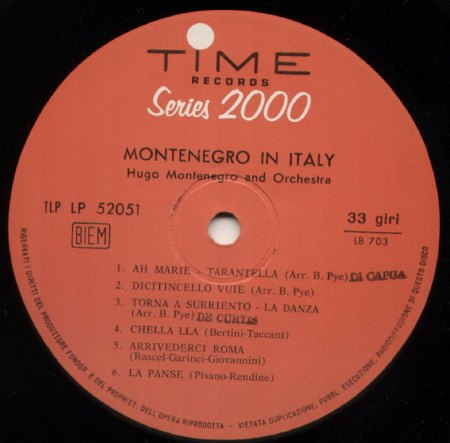 TIME
RECORDS
Series 2000
MONTENEGRO IN ITALY
Hugo Montenegro and Orchestra
TLP LP 52051
33 giri
BIEM
LB 703
1. AH MARIE - TARANTELLA (Arr. B. Pye) DI CAPUA
2. DICITINCELLO VUIE (Arr. B. Pye)
3. TORNA A SURRIENTO - LA DANZA
(Arr. B. Pye) DE CURTIS
4. CHELLA LLA (Bertini-Taccani)
5. ARRIVEDERCI ROMA
(Rascel-Garinei-Giovannini)
6. LA PANSE (Pisano-Rendine)
RISERVATI I DIRITTI DEL PRODUTTORE FONOGR. E DEL PROPRIET. DELL'OPERA RIPRODOTTA - VIETATA DUPLICAZIONE, PUBBL. ESECUZIONE, RADIODIFFUSIONE DI QUESTO DISCO